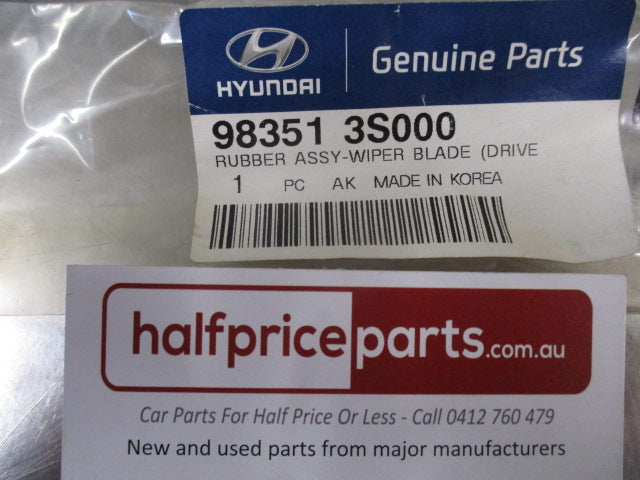 HYUNDAI
Genuine Parts
98351 3S000
RUBBER ASSY-WIPER BLADE (DRIVE
1 PC AK MADE IN KOREA
halfpriceparts.com.au
Car Parts For Half Price Or Less - Call 0412 760 479
New and used parts from major manufacturers